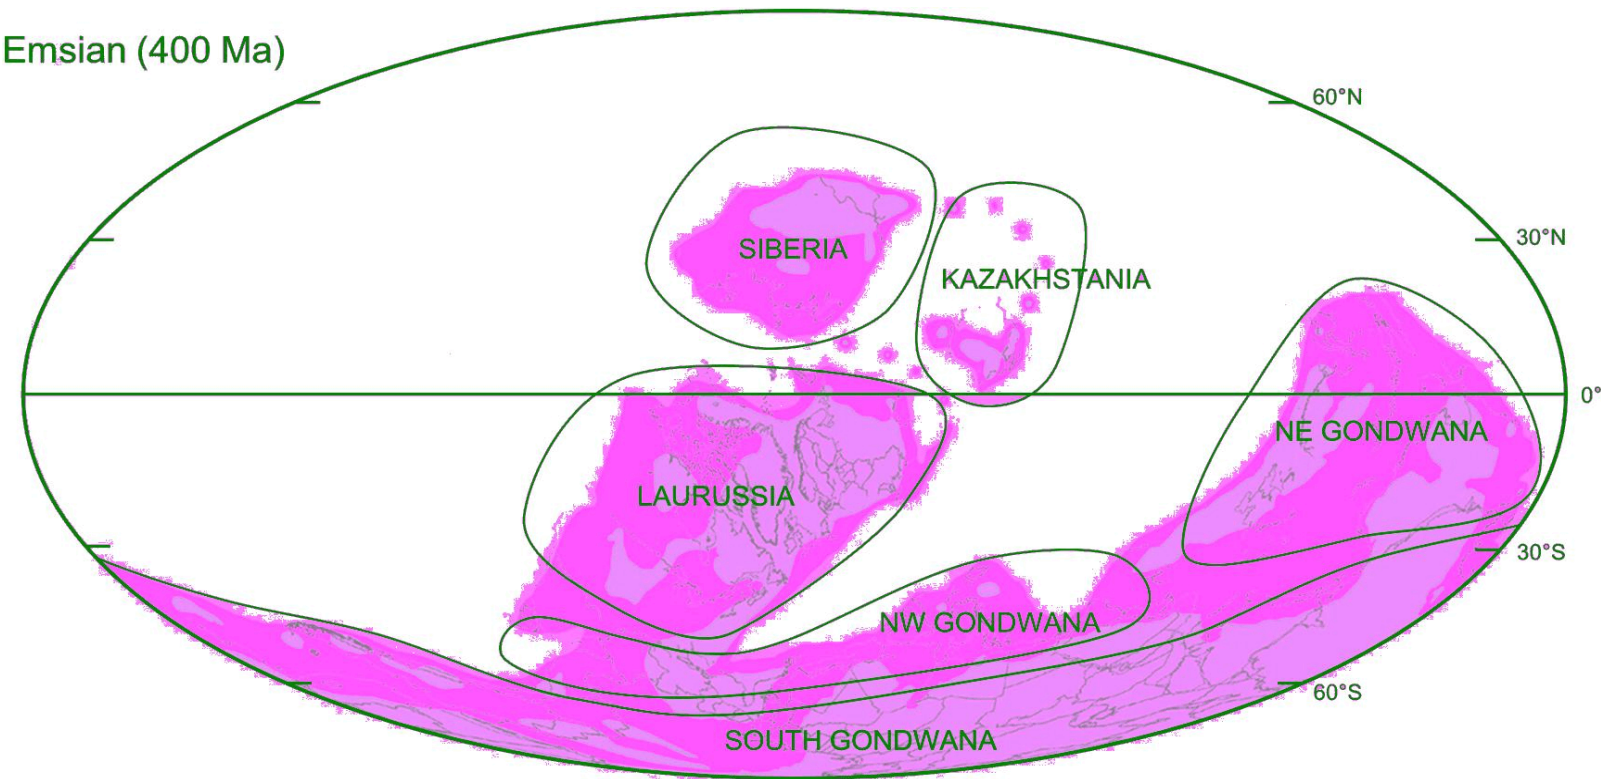 Emsian (400 Ma)
60°N
30°N
SIBERIA
KAZAKHSTANIA
0°
NE GONDWANA
LAURUSSIA
30°S
NW GONDWANA
60°S
SOUTH GONDWANA